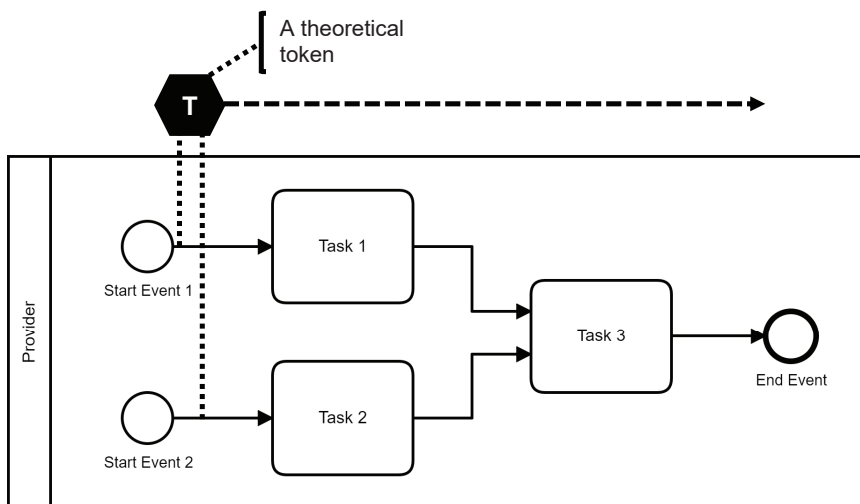 A theoretical
token
T
Provider
Task 1
Start Event 1
Task 3
End Event
Task 2
Start Event 2